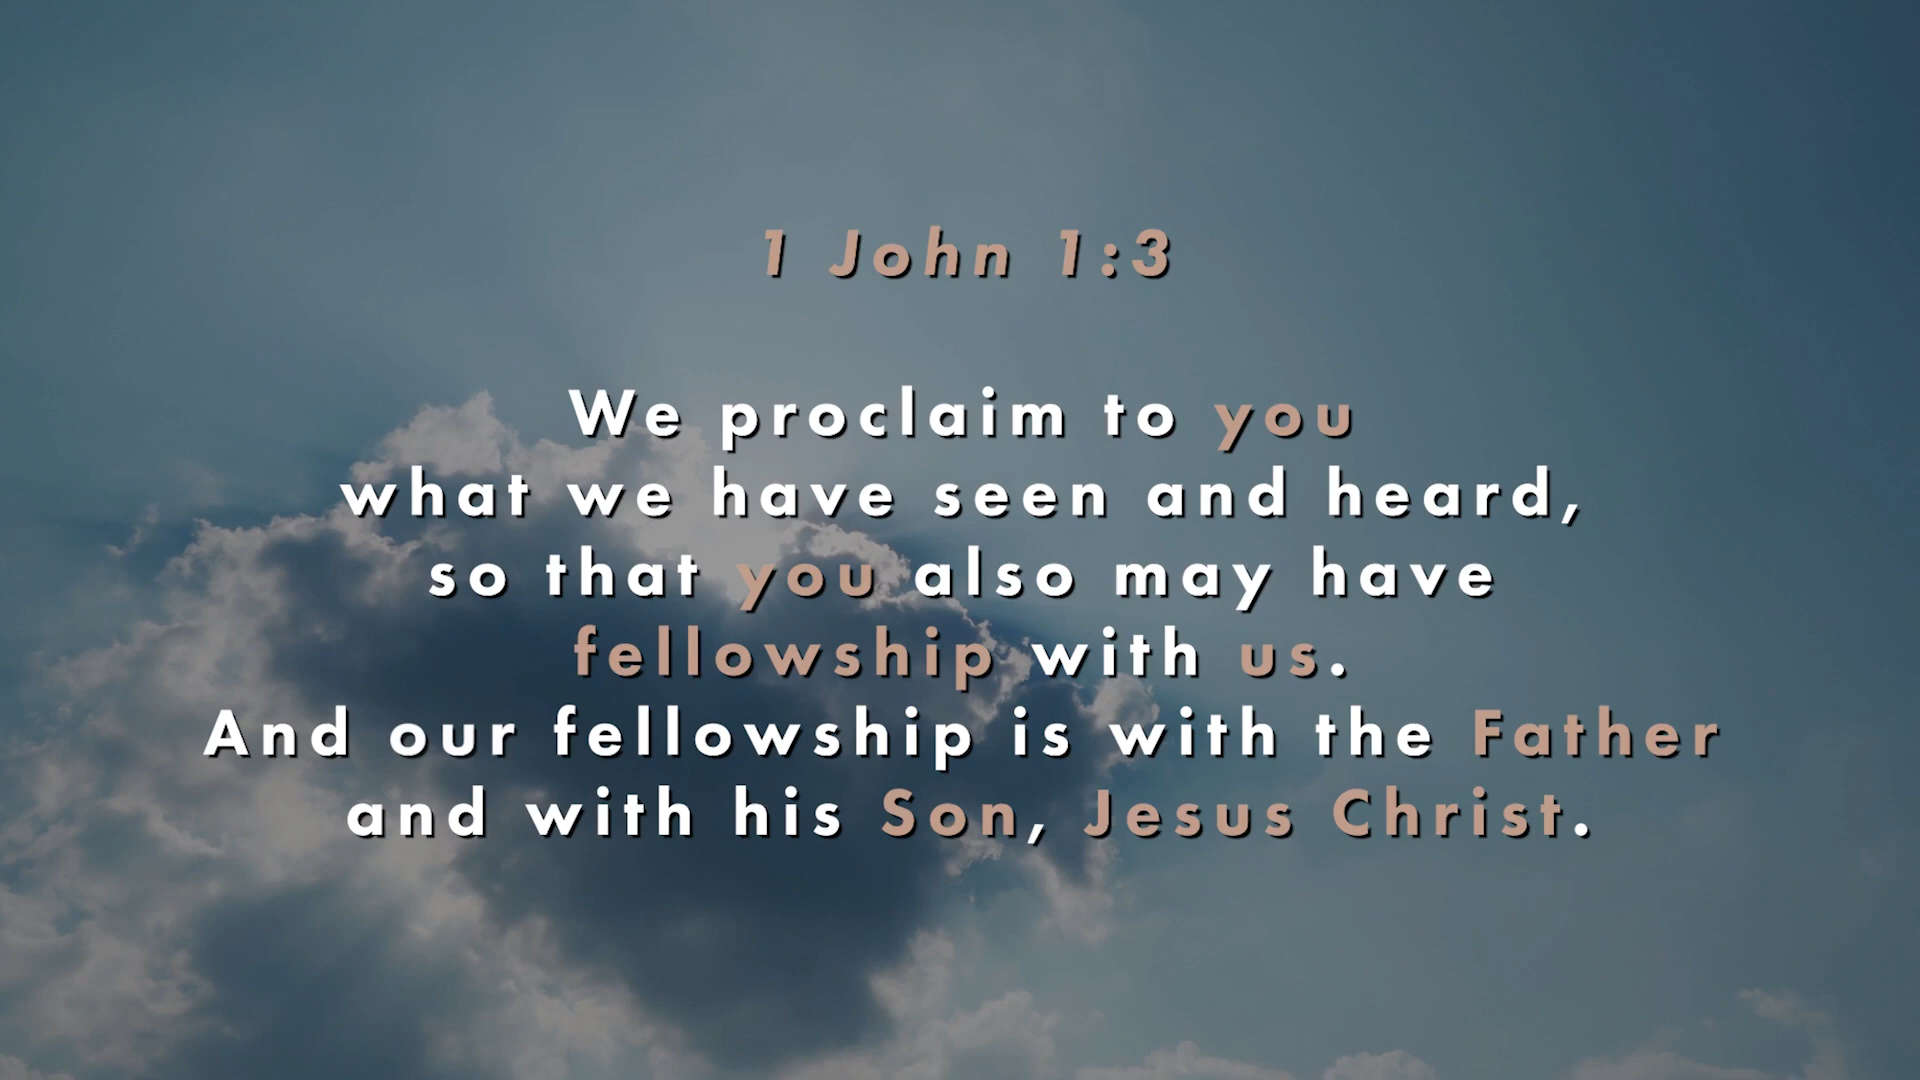 1 John 1:3
We proclaim to you
what we have seen and heard,
so that you also may have
fellowship with us.
And our fellowship is with the Father
and with his Son, Jesus Christ.